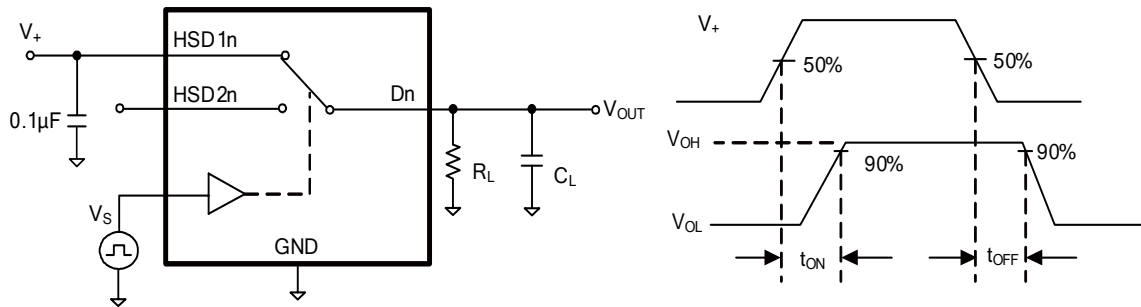 V+
HSD1n
HSD2n
Dn
0.1µF
VOUT
RL
CL
VS
GND
V+
50%
50%
VOH
90%
90%
VOL
tON
tOFF